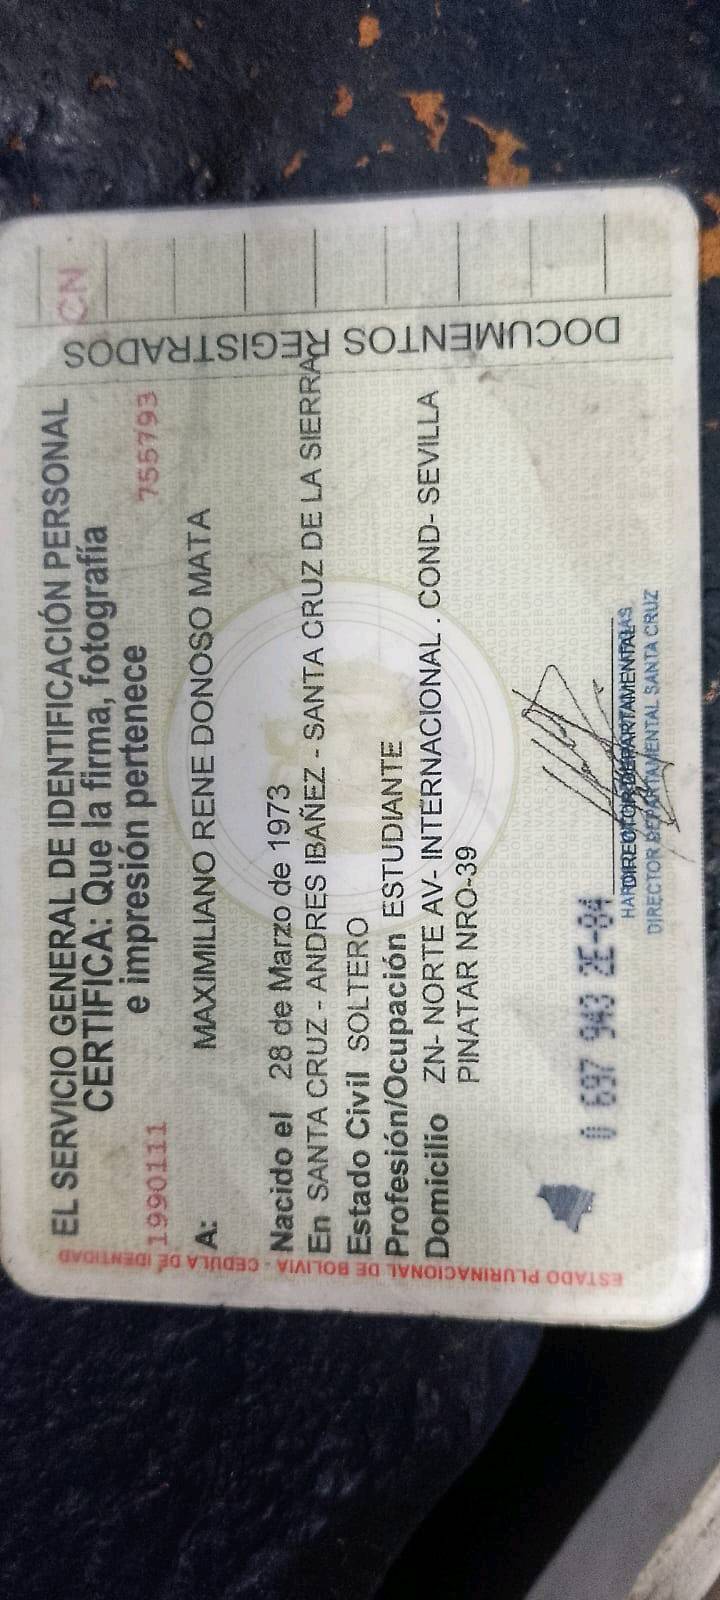 EL SERVICIO GENERAL DE IDENTIFICACIÓN PERSONAL
CERTIFICA: Que la firma, fotografía
e impresión pertenece
1990111
755793
A: MAXIMILIANO RENE DONOSO MATA
Nacido el 28 de Marzo de 1973
En SANTA CRUZ - ANDRES IBAÑEZ - SANTA CRUZ DE LA SIERRA
Estado Civil SOLTERO
Profesión/Ocupación ESTUDIANTE
Domicilio ZN- NORTE AV- INTERNACIONAL . COND- SEVILLA
PINATAR NRO-39
0 697 943 2E-04
DIRECTOR DEPARTAMENTAL
DIRECTOR DEPARTAMENTAL SANTA CRUZ
ESTADO PLURINACIONAL DE BOLIVIA - CEDULA DE IDENTIDAD
DOCUMENTOS REGISTRADOS
CN